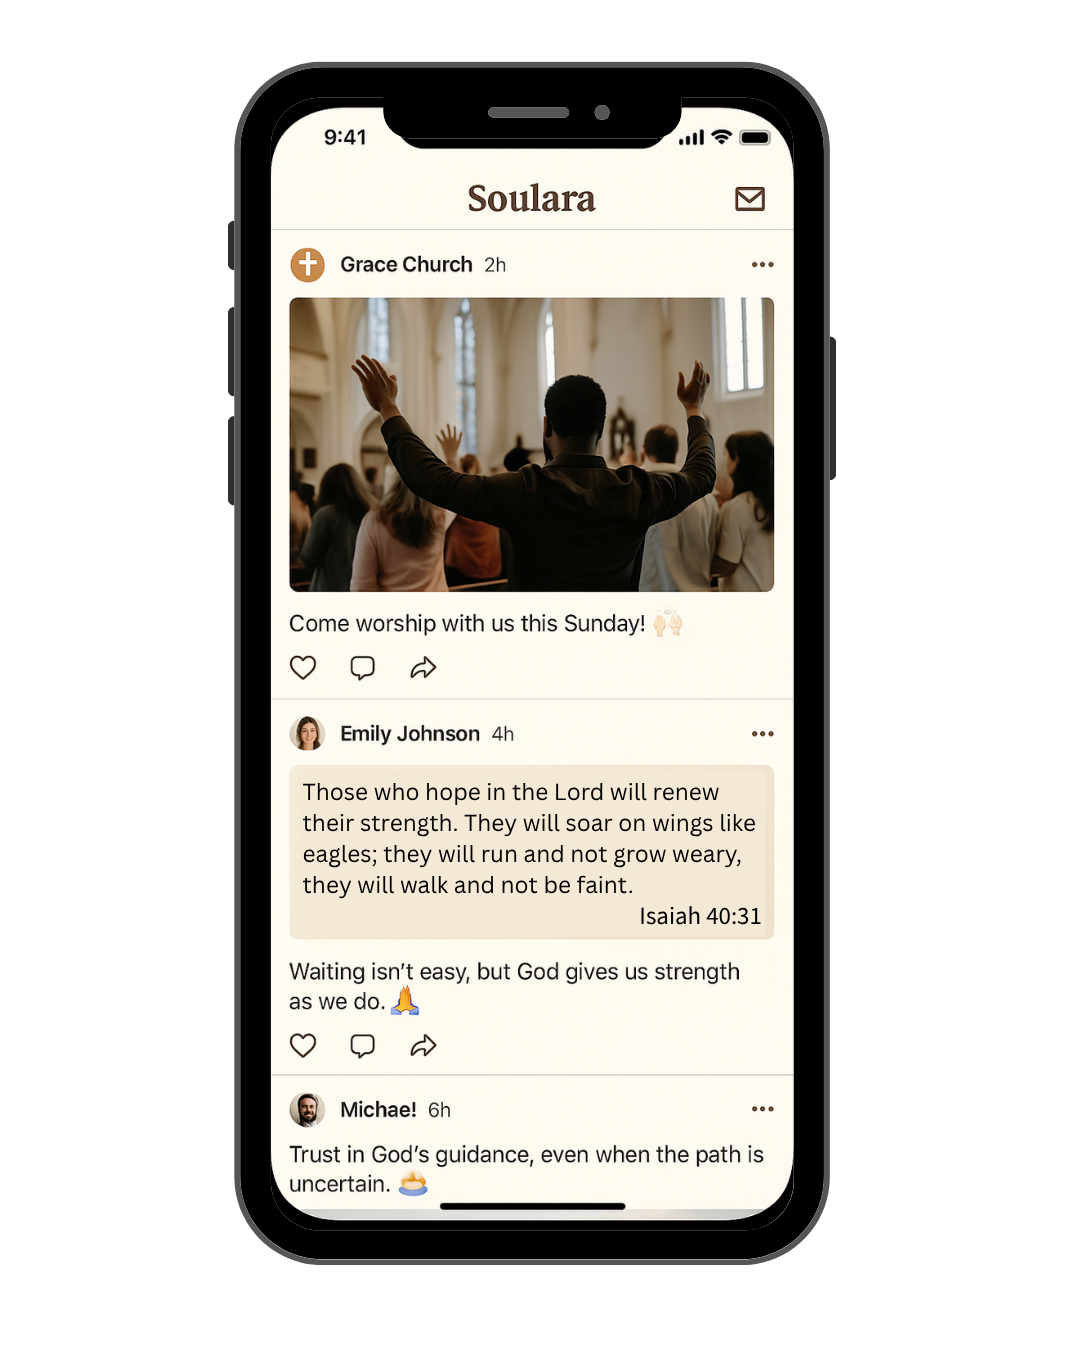 9:41
Soulara
Grace Church 2h
Come worship with us this Sunday! 🙌🏻
Emily Johnson 4h
Those who hope in the Lord will renew
their strength. They will soar on wings like
eagles; they will run and not grow weary,
they will walk and not be faint.
Isaiah 40:31
Waiting isn’t easy, but God gives us strength
as we do. 🙏
Michae! 6h
Trust in God’s guidance, even when the path is
uncertain.